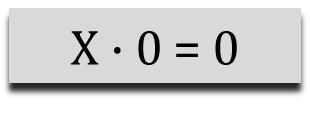 X · 0 = 0